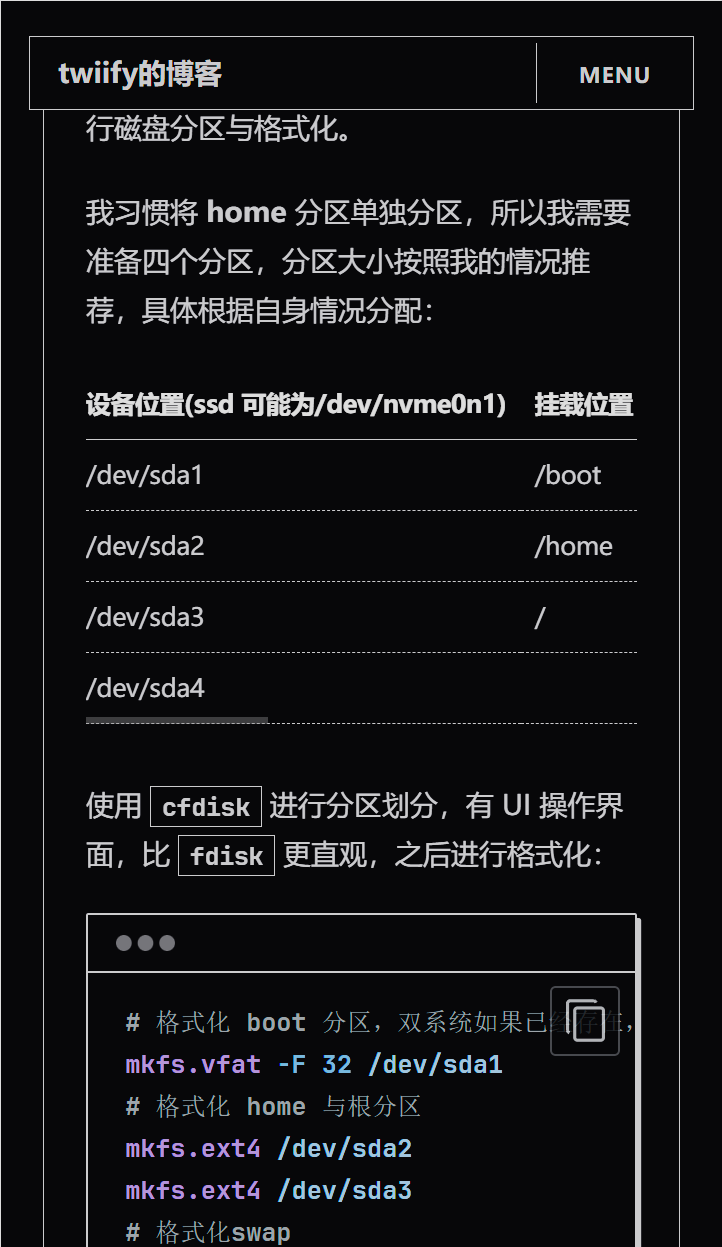 twiify的博客 MENU
行磁盘分区与格式化。
我习惯将 home 分区单独分区，所以我需要
准备四个分区，分区大小按照我的情况推
荐，具体根据自身情况分配：
设备位置(ssd 可能为/dev/nvme0n1) 挂载位置
/dev/sda1 /boot
/dev/sda2 /home
/dev/sda3 /
/dev/sda4
使用 cfdisk 进行分区划分，有 UI 操作界
面，比 fdisk 更直观，之后进行格式化：
# 格式化 boot 分区，双系统如果已经存在，
mkfs.vfat -F 32 /dev/sda1
# 格式化 home 与根分区
mkfs.ext4 /dev/sda2
mkfs.ext4 /dev/sda3
# 格式化swap